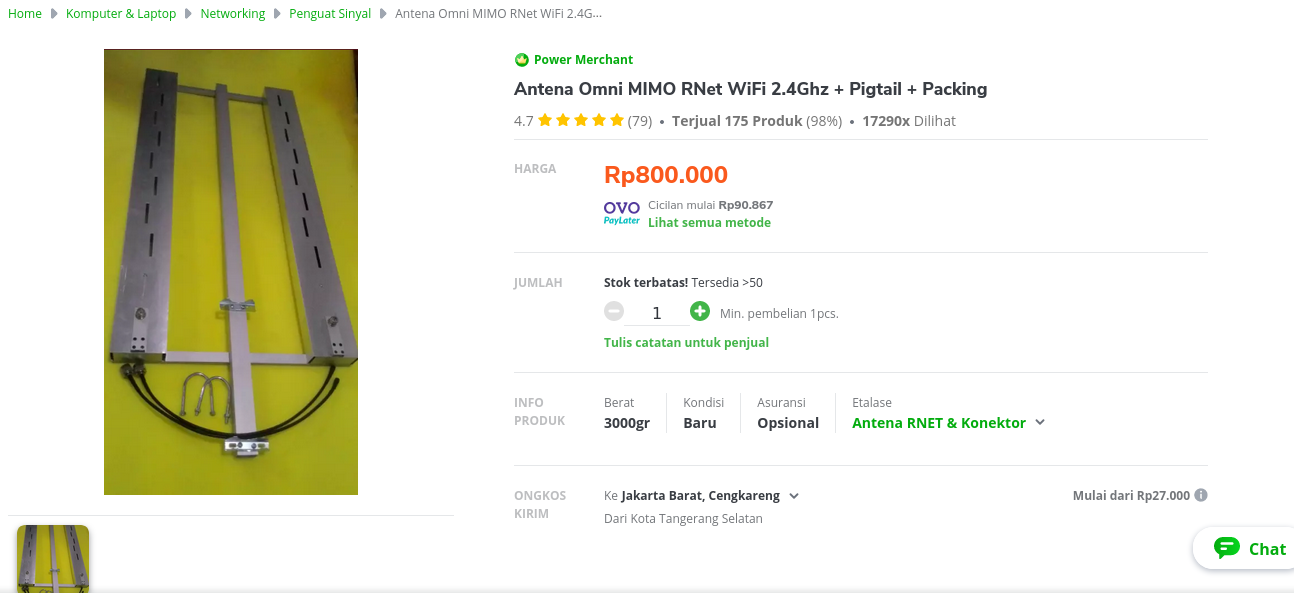 Home Komputer & Laptop Networking Penguat Sinyal Antena Omni MIMO RNet WiFi 2.4G...
Power Merchant
Antena Omni MIMO RNet WiFi 2.4Ghz + Pigtail + Packing
4.7 (79) • Terjual 175 Produk (98%) • 17290x Dilihat
HARGA
Rp800.000
OVO PayLater
Cicilan mulai Rp90.867
Lihat semua metode
JUMLAH
Stok terbatas! Tersedia >50
1 Min. pembelian 1pcs.
Tulis catatan untuk penjual
INFO PRODUK
Berat Kondisi Asuransi Etalase
3000gr Baru Opsional Antena RNET & Konektor
ONGKOS KIRIM
Ke Jakarta Barat, Cengkareng Mulai dari Rp27.000
Dari Kota Tangerang Selatan
Chat